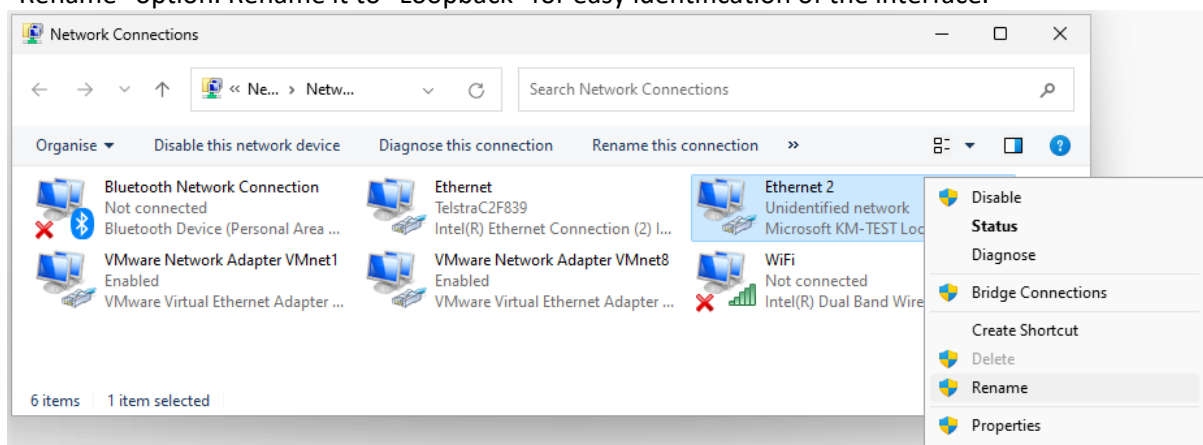 "Rename" option. Rename it to "Loopback" for easy identification of the interface.
Network Connections
« Ne... › Netw...
Search Network Connections
Organise
Disable this network device
Diagnose this connection
Rename this connection
»
Bluetooth Network Connection
Not connected
Bluetooth Device (Personal Area ...
Ethernet
TelstraC2F839
Intel(R) Ethernet Connection (2) I...
Ethernet 2
Unidentified network
Microsoft KM-TEST Loo
VMware Network Adapter VMnet1
Enabled
VMware Virtual Ethernet Adapter ...
VMware Network Adapter VMnet8
Enabled
VMware Virtual Ethernet Adapter ...
WiFi
Not connected
Intel(R) Dual Band Wire
Disable
Status
Diagnose
Bridge Connections
Create Shortcut
Delete
Rename
Properties
6 items
1 item selected